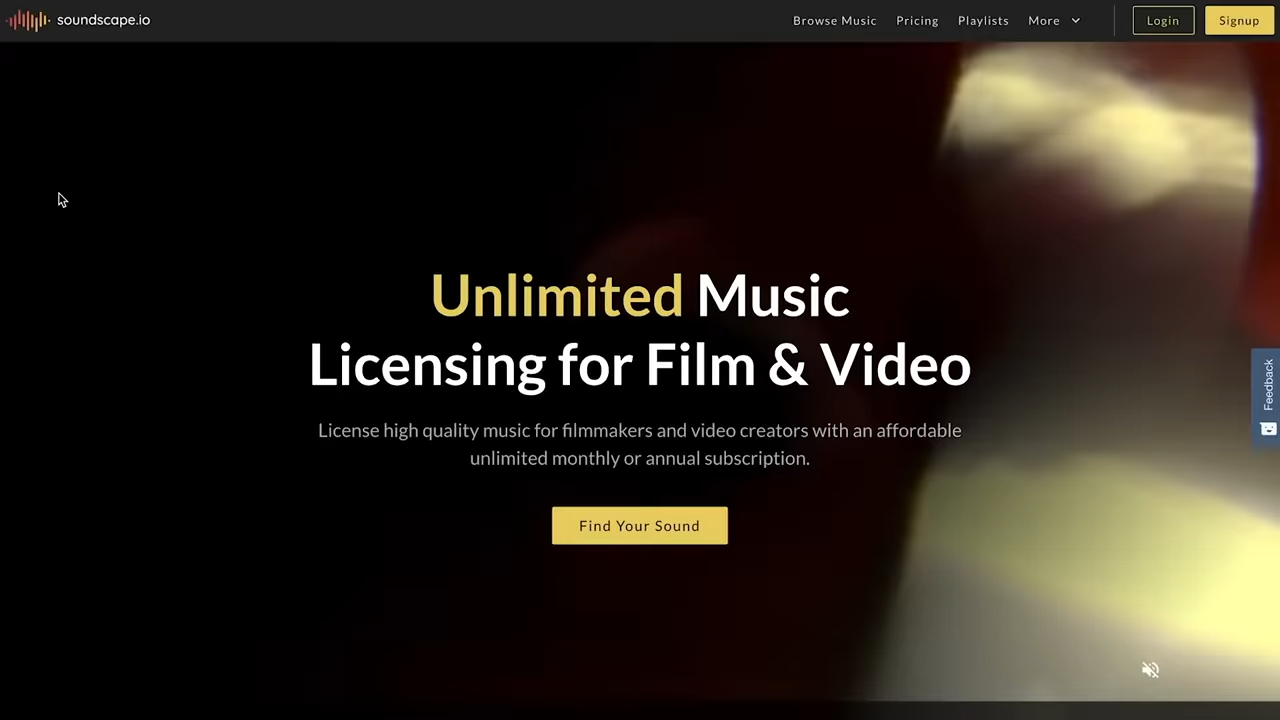 soundscape.io
Browse Music
Pricing
Playlists
More
Login
Signup
Unlimited Music
Licensing for Film & Video
License high quality music for filmmakers and video creators with an affordable
unlimited monthly or annual subscription.
Find Your Sound
Feedback